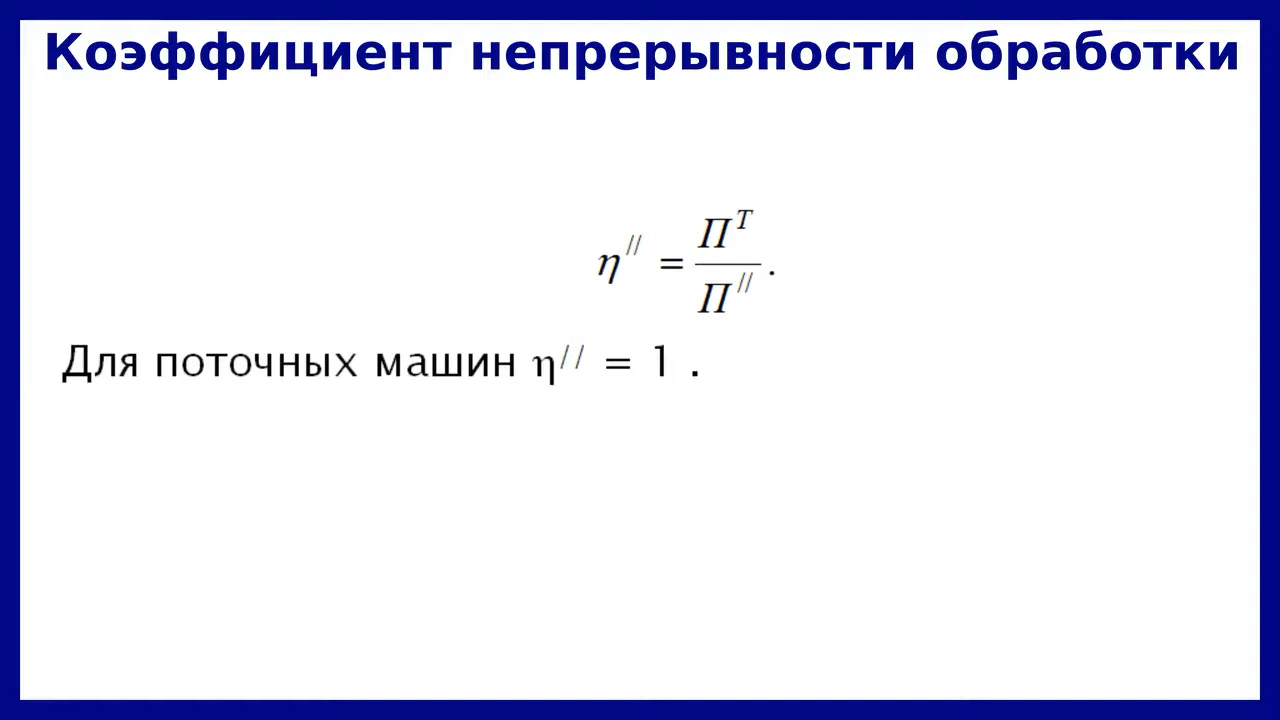 Коэффициент непрерывности обработки
η^// = П^Т / П^// .
Для поточных машин η^// = 1 .